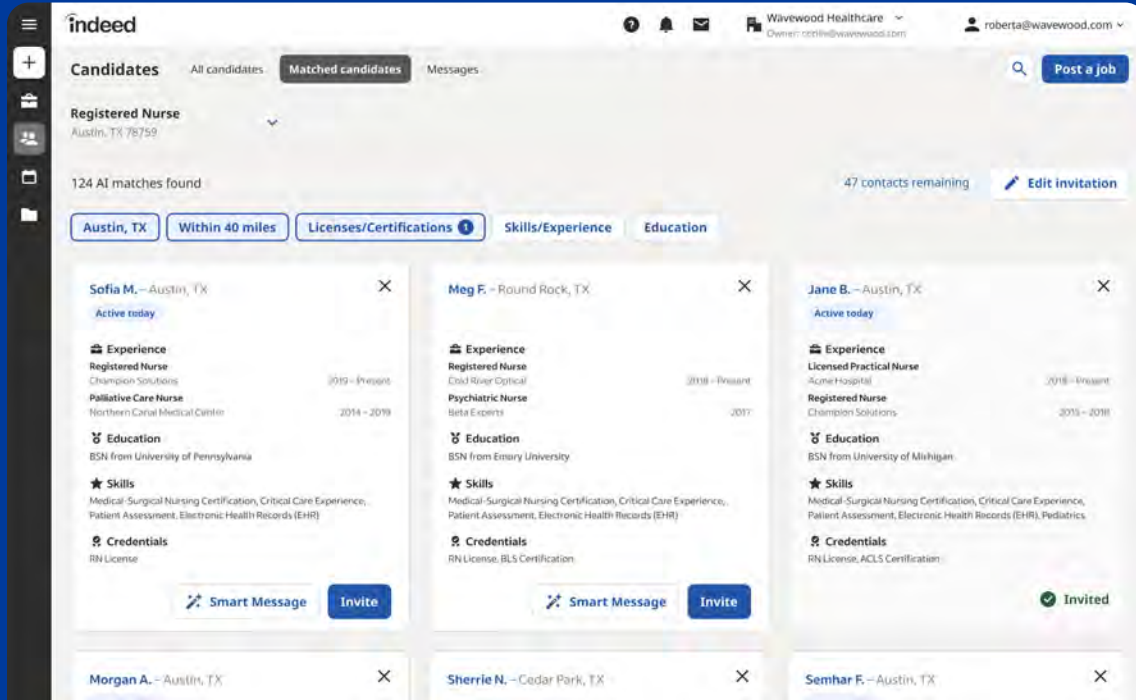 indeed
Wavewood Healthcare
Owner:
roberta@wavewood.com
Candidates
All candidates
Matched candidates
Messages
Post a job
Registered Nurse
Austin, TX 78759
124 AI matches found
47 contacts remaining
Edit invitation
Austin, TX
Within 40 miles
Licenses/Certifications 1
Skills/Experience
Education
Sofia M. – Austin, TX
Active today
Experience
Registered Nurse
Champion Solutions 2019 – Present
Palliative Care Nurse
Northern Canal Medical Centre 2014 – 2019
Education
BSN from University of Pennsylvania
Skills
Medical-Surgical Nursing Certification, Critical Care Experience,
Patient Assessment, Electronic Health Records (EHR)
Credentials
RN License
Smart Message
Invite
Meg F. – Round Rock, TX
Experience
Registered Nurse
Cold River Optical 2018 – Present
Psychiatric Nurse
Beta Experts 2017
Education
BSN from Emory University
Skills
Medical-Surgical Nursing Certification, Critical Care Experience,
Patient Assessment, Electronic Health Records (EHR)
Credentials
RN License, BLS Certification
Smart Message
Invite
Jane B. – Austin, TX
Active today
Experience
Licensed Practical Nurse
Acme Hospital 2018 – Present
Registered Nurse
Champion Solutions 2015 – 2018
Education
BSN from University of Michigan
Skills
Medical-Surgical Nursing Certification, Critical Care Experience,
Patient Assessment, Electronic Health Records (EHR), Pediatrics
Credentials
RN License, ACLS Certification
Invited
Morgan A. – Austin, TX
Sherrie N. – Cedar Park, TX
Semhar F. – Austin, TX